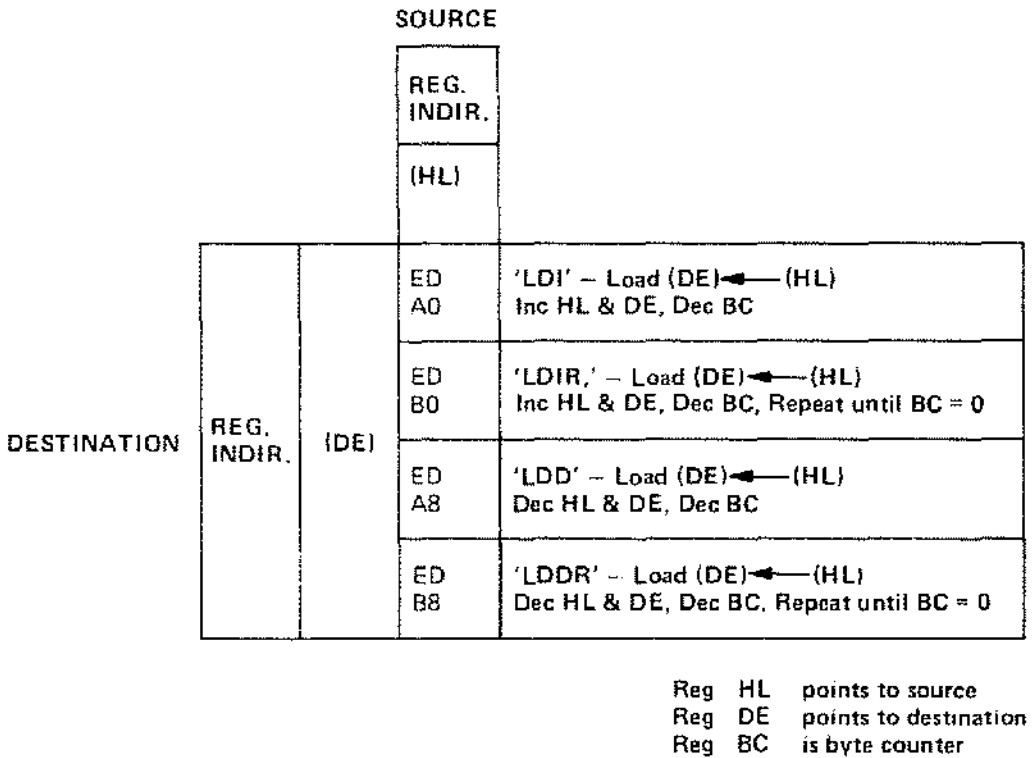 SOURCE
REG.
INDIR.
(HL)
DESTINATION
REG.
INDIR.
(DE)
ED
A0
'LDI' – Load (DE)◄—(HL)
Inc HL & DE, Dec BC
ED
B0
'LDIR,' – Load (DE)◄—(HL)
Inc HL & DE, Dec BC, Repeat until BC = 0
ED
A8
'LDD' – Load (DE)◄—(HL)
Dec HL & DE, Dec BC
ED
B8
'LDDR' – Load (DE)◄—(HL)
Dec HL & DE, Dec BC, Repeat until BC = 0
Reg HL points to source
Reg DE points to destination
Reg BC is byte counter